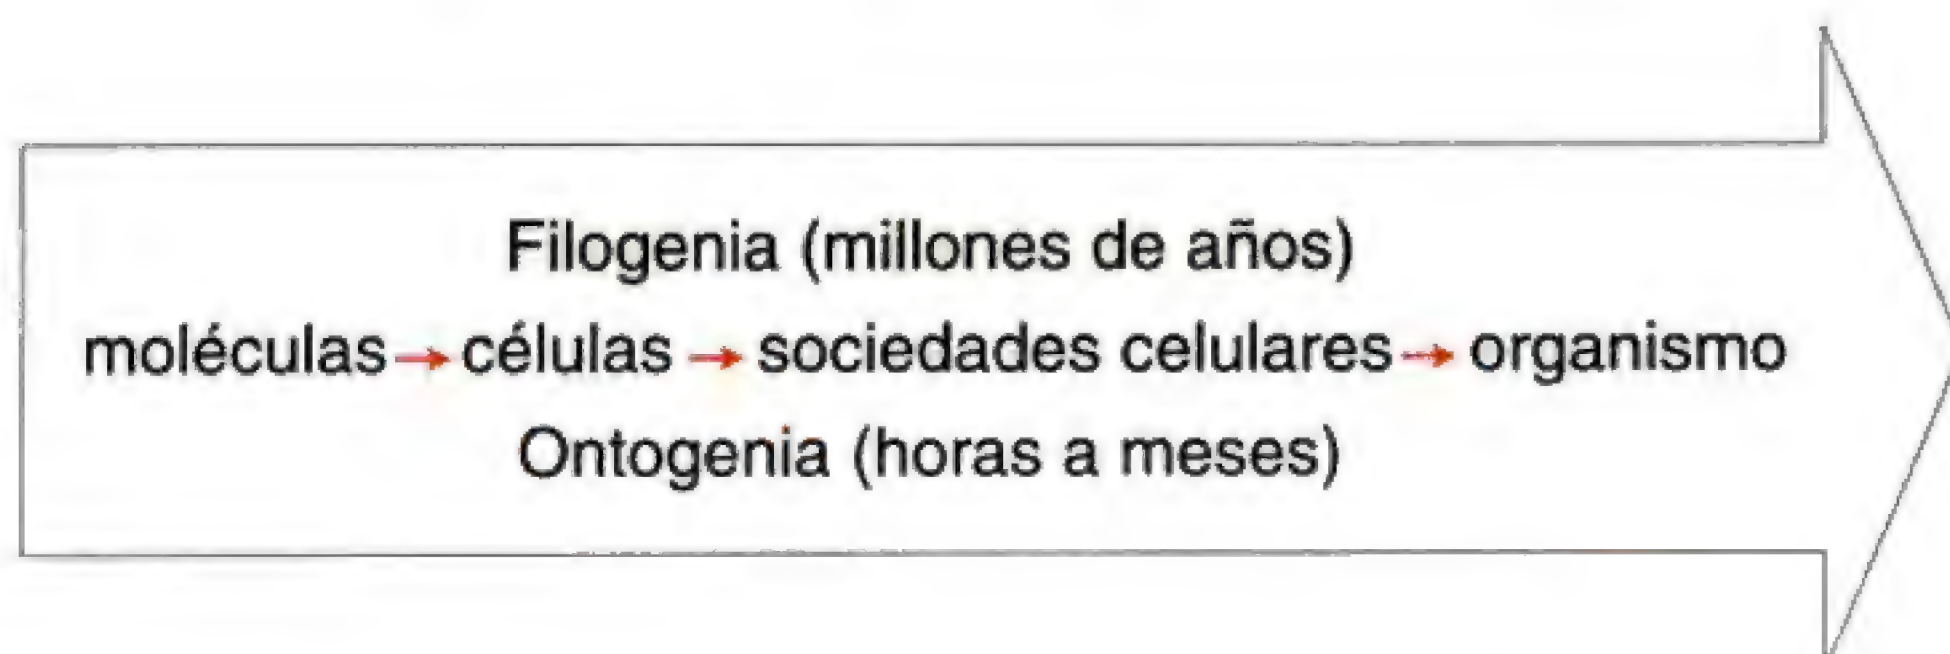 Filogenia (millones de años)
moléculas → células → sociedades celulares → organismo
Ontogenia (horas a meses)